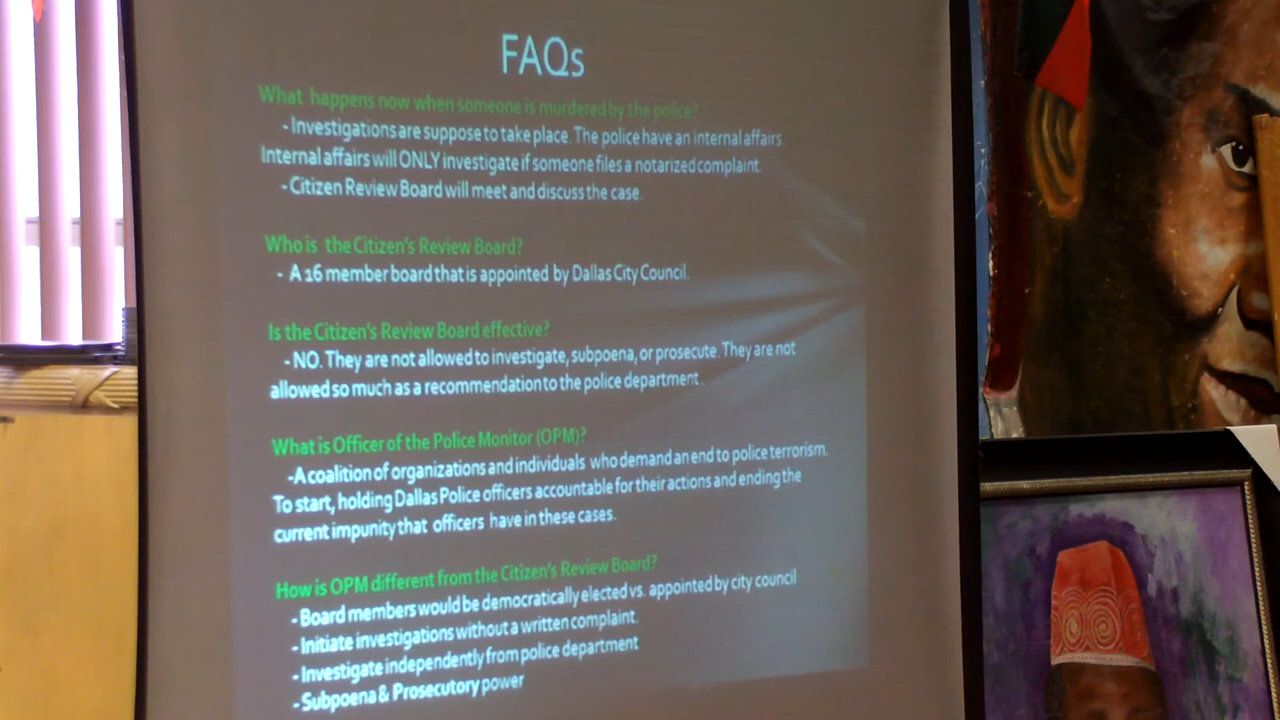 FAQs
What happens now when someone is murdered by the police?
- Investigations are suppose to take place. The police have an internal affairs.
Internal affairs will ONLY investigate if someone files a notarized complaint.
- Citizen Review Board will meet and discuss the case.
Who is the Citizen's Review Board?
- A 16 member board that is appointed by Dallas City Council.
Is the Citizen's Review Board effective?
- NO. They are not allowed to investigate, subpoena, or prosecute. They are not
allowed so much as a recommendation to the police department.
What is Officer of the Police Monitor (OPM)?
-A coalition of organizations and individuals who demand an end to police terrorism.
To start, holding Dallas Police officers accountable for their actions and ending the
current impunity that officers have in these cases.
How is OPM different from the Citizen's Review Board?
- Board members would be democratically elected vs. appointed by city council
- Initiate investigations without a written complaint.
- Investigate independently from police department
- Subpoena & Prosecutory power